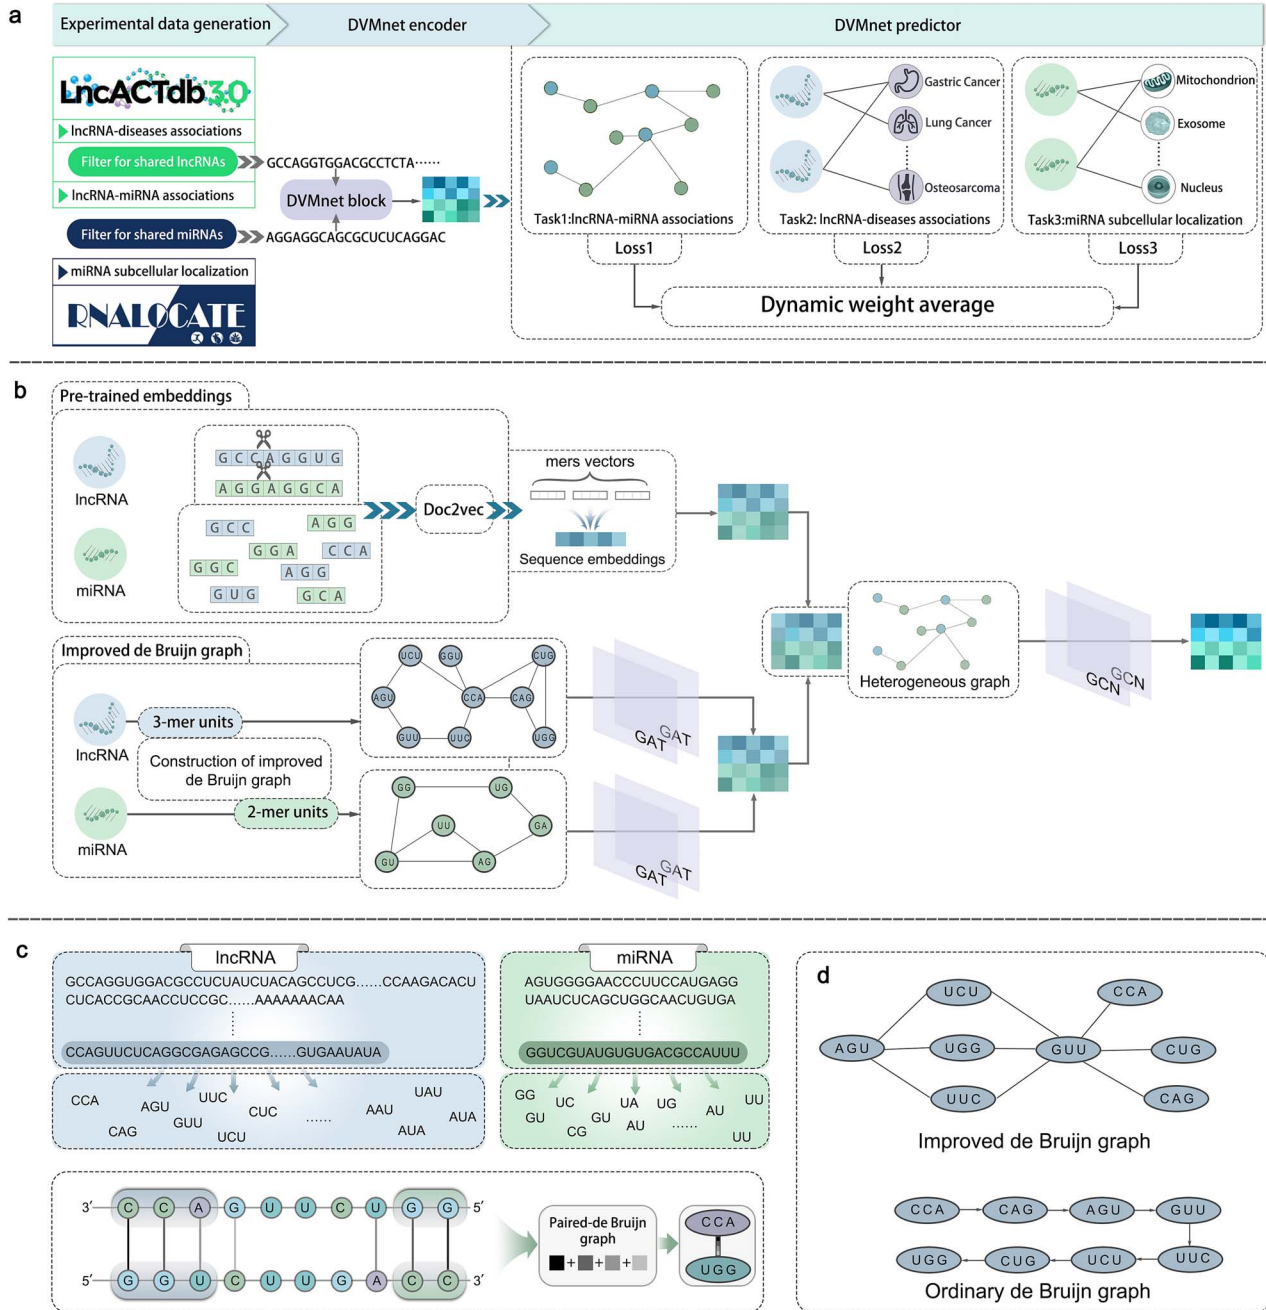 a
Experimental data generation
DVMnet encoder
DVMnet predictor
LncACTdb3.0
lncRNA-diseases associations
Filter for shared lncRNAs
lncRNA-miRNA associations
Filter for shared miRNAs
miRNA subcellular localization
RNALOCATE
GCCAGGTGGACGCCTCTA······
DVMnet block
AGGAGGCAGCGCUCUCAGGAC
Task1:lncRNA-miRNA associations
Gastric Cancer
Lung Cancer
Osteosarcoma
Task2: lncRNA-diseases associations
Mitochondrion
Exosome
Nucleus
Task3:miRNA subcellular localization
Loss1
Loss2
Loss3
Dynamic weight average
b
Pre-trained embeddings
lncRNA
miRNA
G C C A G G U G
A G G A G G C A
G C C
A G G
G G A
C C A
G G C
A G G
G U G
G C A
Doc2vec
mers vectors
Sequence embeddings
Improved de Bruijn graph
lncRNA
3-mer units
Construction of improved
de Bruijn graph
miRNA
2-mer units
UCU
GGU
CUG
AGU
CCA
CAG
GUU
UUC
UGG
GG
UG
UU
GA
GU
AG
GAT
GAT
GAT
GAT
Heterogeneous graph
GCN
GCN
c
lncRNA
GCCAGGUGGACGCCUCUAUCUACAGCCUCG......CCAAGACACU
CUCACCGCAACCUCCGC......AAAAAAACAA
CCAGUUCUCAGGCGAGAGCCG......GUGAAUAUA
CCA
AGU
UUC
CUC
UAU
CAG
GUU
UCU
......
AAU
AUA
AUA
miRNA
AGUGGGGAACCCUUCCAUGAGG
UAAUCUCAGCUGGCAACUGUGA
GGUCGUAUGUGUGACGCCAUUU
GG
UC
UA
UG
AU
UU
GU
CG
GU
AU
......
UU
3′ C C A G U U C U G G 5′
5′ G G U C U U G A C C 3′
Paired-de Bruijn
graph
+ + +
CCA
UGG
d
UCU
CCA
AGU
UGG
GUU
CUG
UUC
CAG
Improved de Bruijn graph
CCA
CAG
AGU
GUU
UGG
CUG
UCU
UUC
Ordinary de Bruijn graph